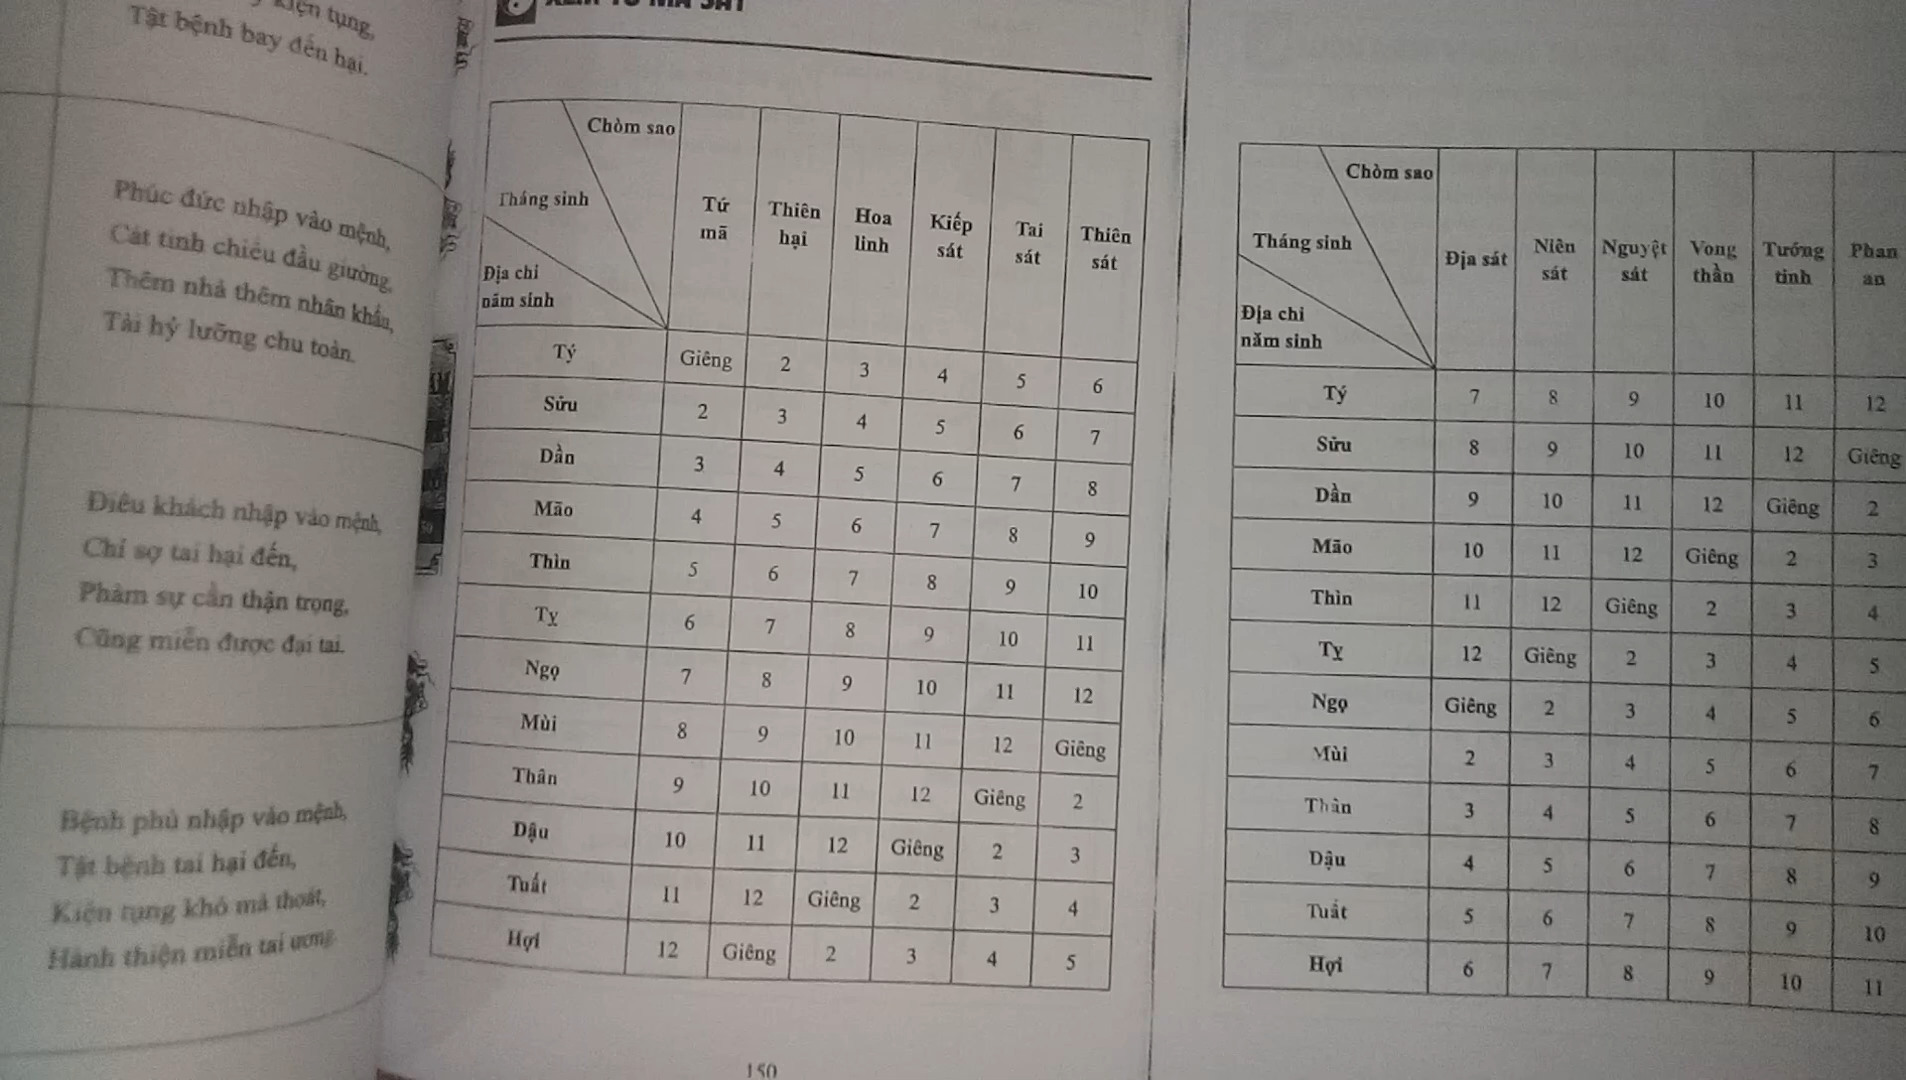 kiện tụng,
Tật bệnh bay đến hại.
Phúc đức nhập vào mệnh,
Cát tinh chiếu đầu giường,
Thêm nhà thêm nhân khẩu,
Tài hỷ lưỡng chu toàn.
Điếu khách nhập vào mệnh,
Chỉ sợ tai hại đến,
Phàm sự cần thận trọng,
Cũng miễn được đại tai.
Bệnh phù nhập vào mệnh,
Tật bệnh tai hại đến,
Kiện tụng khó mà thoát,
Hành thiện miễn tai ương
XEM TỨ MÃ SÁT
Chòm sao
Tháng sinh
Địa chi
năm sinh
Tứ mã Thiên hại Hoa linh Kiếp sát Tai sát Thiên sát
Tý Giêng 2 3 4 5 6
Sửu 2 3 4 5 6 7
Dần 3 4 5 6 7 8
Mão 4 5 6 7 8 9
Thìn 5 6 7 8 9 10
Tỵ 6 7 8 9 10 11
Ngọ 7 8 9 10 11 12
Mùi 8 9 10 11 12 Giêng
Thân 9 10 11 12 Giêng 2
Dậu 10 11 12 Giêng 2 3
Tuất 11 12 Giêng 2 3 4
Hợi 12 Giêng 2 3 4 5
150
Chòm sao
Tháng sinh
Địa chi
năm sinh
Địa sát Niên sát Nguyệt sát Vong thần Tướng tinh Phan an
Tý 7 8 9 10 11 12
Sửu 8 9 10 11 12 Giêng
Dần 9 10 11 12 Giêng 2
Mão 10 11 12 Giêng 2 3
Thìn 11 12 Giêng 2 3 4
Tỵ 12 Giêng 2 3 4 5
Ngọ Giêng 2 3 4 5 6
Mùi 2 3 4 5 6 7
Thân 3 4 5 6 7 8
Dậu 4 5 6 7 8 9
Tuất 5 6 7 8 9 10
Hợi 6 7 8 9 10 11